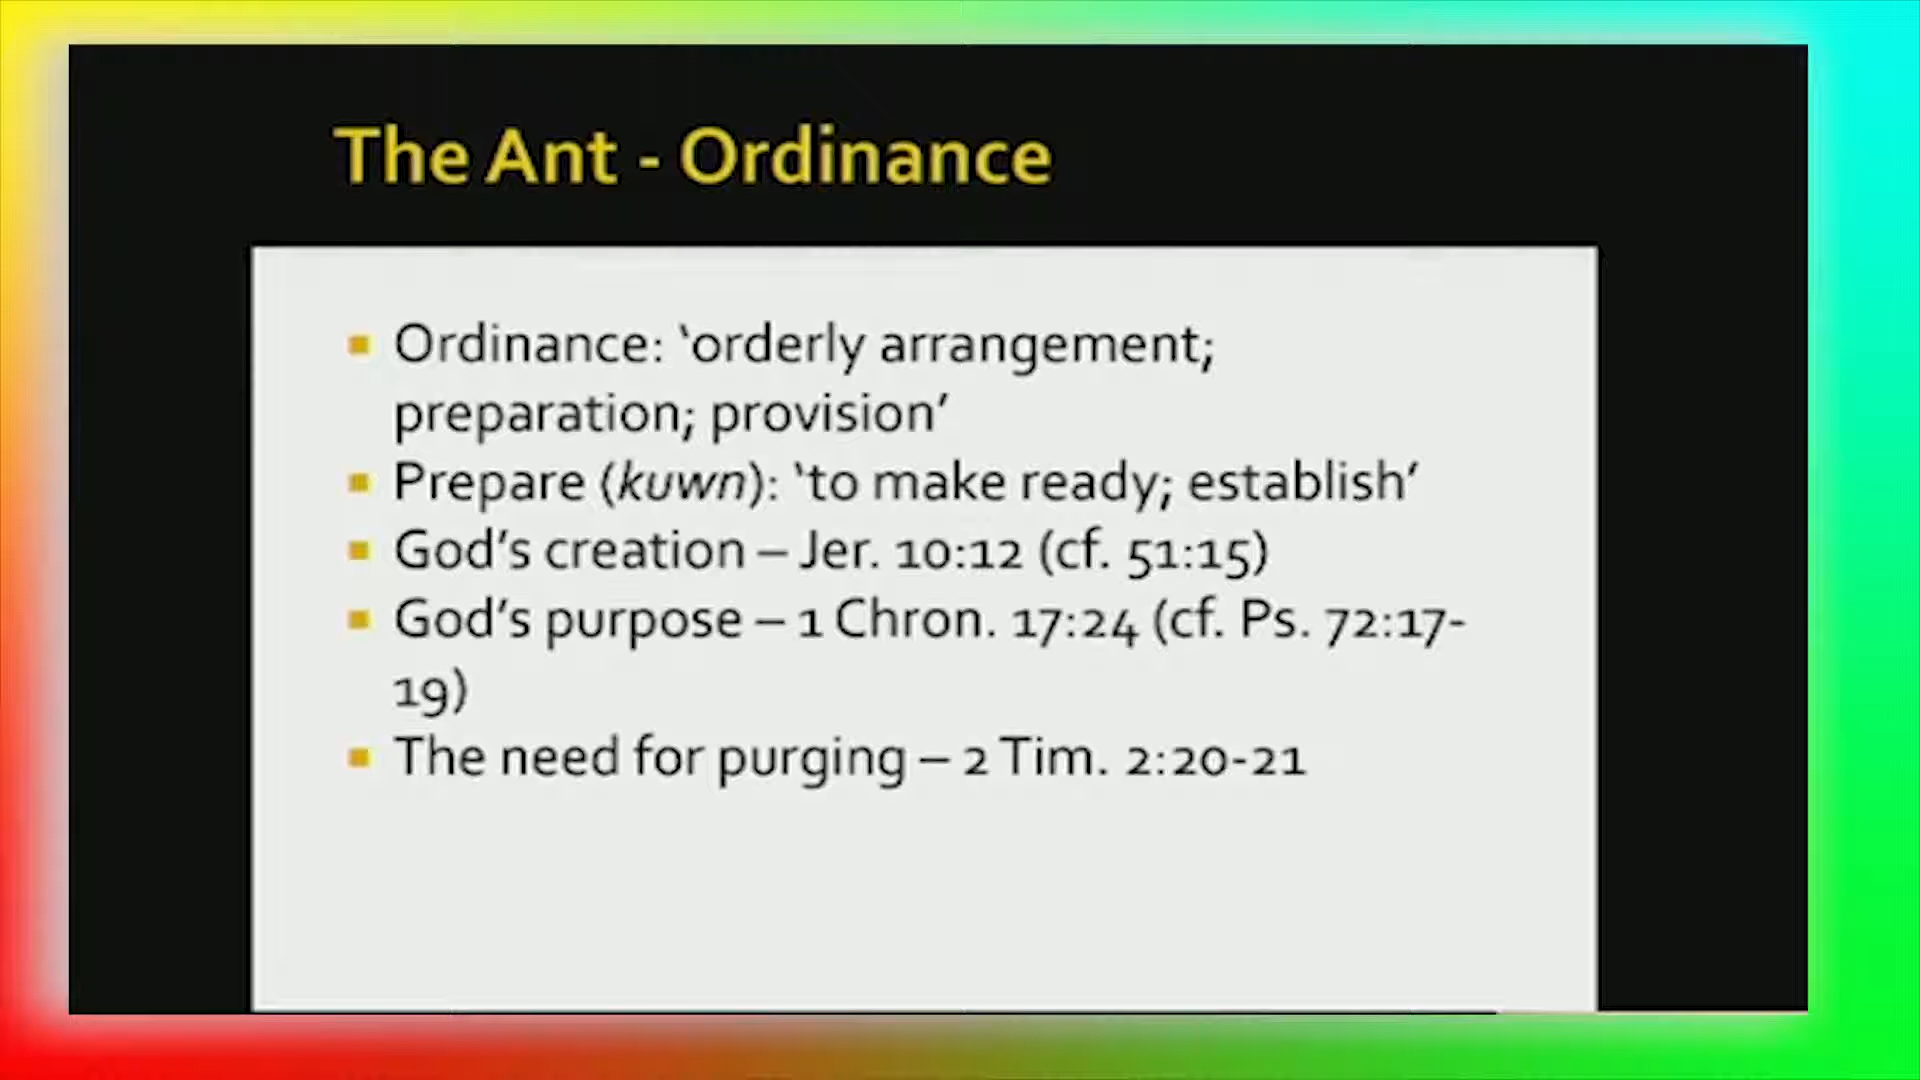 The Ant - Ordinance
Ordinance: ‘orderly arrangement;
preparation; provision’
Prepare (kuwn): ‘to make ready; establish’
God’s creation – Jer. 10:12 (cf. 51:15)
God’s purpose – 1 Chron. 17:24 (cf. Ps. 72:17-
19)
The need for purging – 2 Tim. 2:20-21